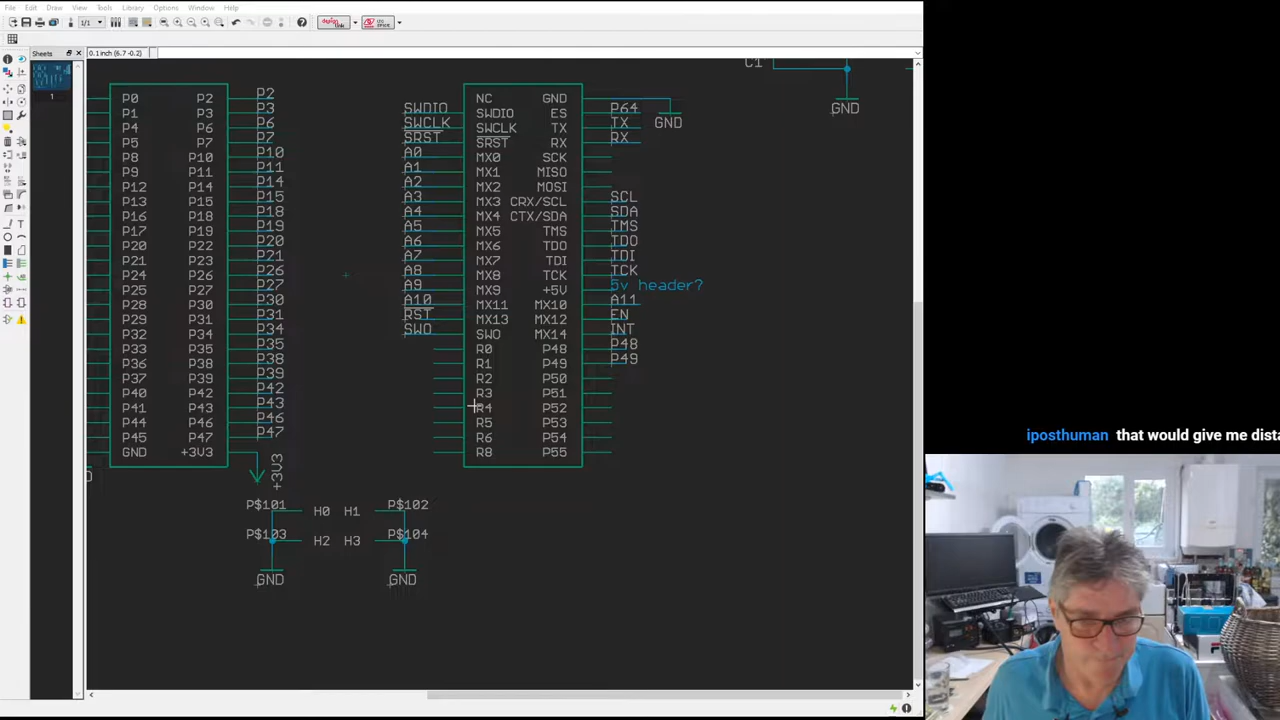 File Edit Draw View Tools Library Options Window Help
1/1
design link
Sheets
0.1 inch (6.7 -0.2)
1
P0 P2 P2
P1 P3 P3
P4 P6 P6
P5 P7 P7
P8 P10 P10
P9 P11 P11
P12 P14 P14
P13 P15 P15
P16 P18 P18
P17 P19 P19
P20 P22 P20
P21 P23 P21
P24 P26 P26
P25 P27 P27
P28 P30 P30
P29 P31 P31
P32 P34 P34
P33 P35 P35
P36 P38 P38
P37 P39 P39
P40 P42 P42
P41 P43 P43
P44 P46 P46
P45 P47 P47
GND +3V3
+3V3
P$101 H0 H1 P$102
P$103 H2 H3 P$104
GND GND
NC GND
SWDIO SWDIO ES P64
SWCLK SWCLK TX TX
SRST SRST RX RX
A0 MX0 SCK
A1 MX1 MISO
A2 MX2 MOSI
A3 MX3 CRX/SCL SCL
A4 MX4 CTX/SDA SDA
A5 MX5 TMS TMS
A6 MX6 TDO TDO
A7 MX7 TDI TDI
A8 MX8 TCK TCK
A9 MX9 +5V 5v header?
A10 MX11 MX10 A11
RST MX13 MX12 EN
SWO SWO MX14 INT
R0 P48 P48
R1 P49 P49
R2 P50
R3 P51
R4 P52
R5 P53
R6 P54
R8 P55
GND
C1
GND
iposthuman that would give me dista